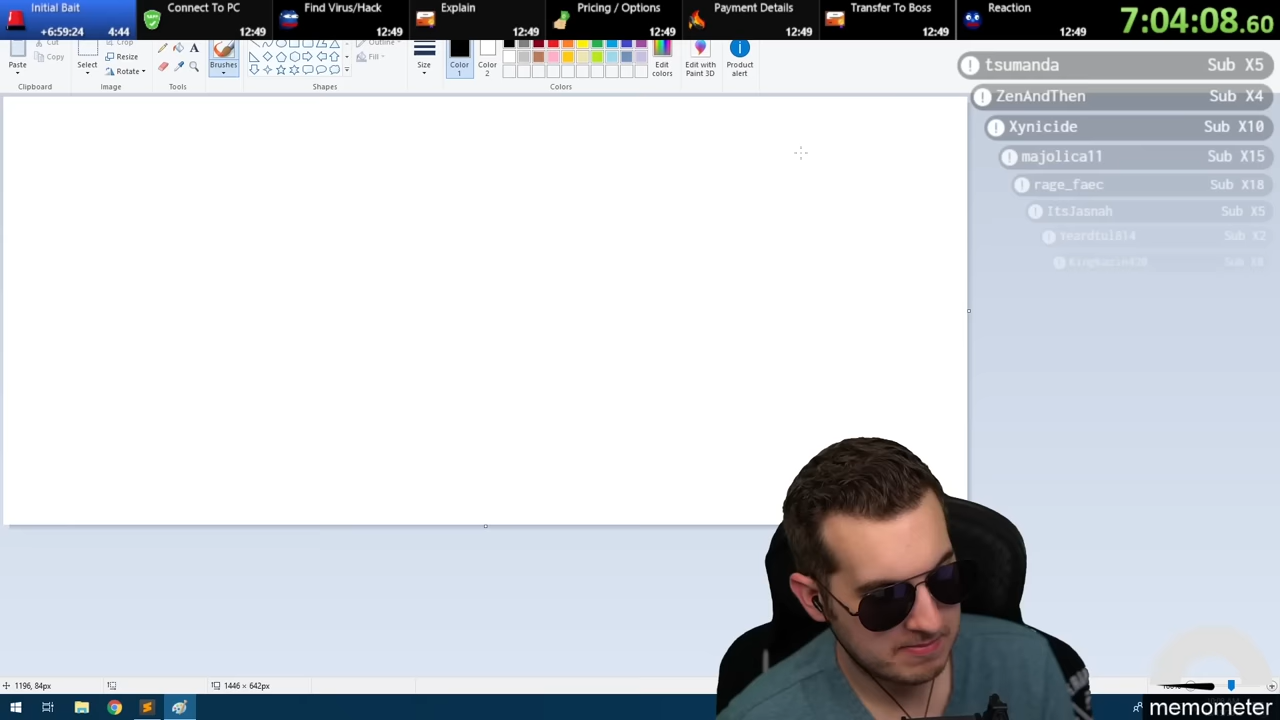 Initial Bait
+6:59:24 4:44
Connect To PC
12:49
Find Virus/Hack
12:49
Explain
12:49
Pricing / Options
12:49
Payment Details
12:49
Transfer To Boss
12:49
Reaction
12:49
7:04:08.60
Paste
Cut
Copy
Clipboard
Select
Crop
Resize
Rotate
Image
A
Tools
Brushes
Outline
Fill
Shapes
Size
Color
1
Color
2
Edit
colors
Colors
Edit with
Paint 3D
Product
alert
tsumanda Sub X5
ZenAndThen Sub X4
Xynicide Sub X10
majolica11 Sub X15
rage_faec Sub X18
ItsJasnah Sub X5
Sub X2
1196, 84px
1446 × 642px
memometer